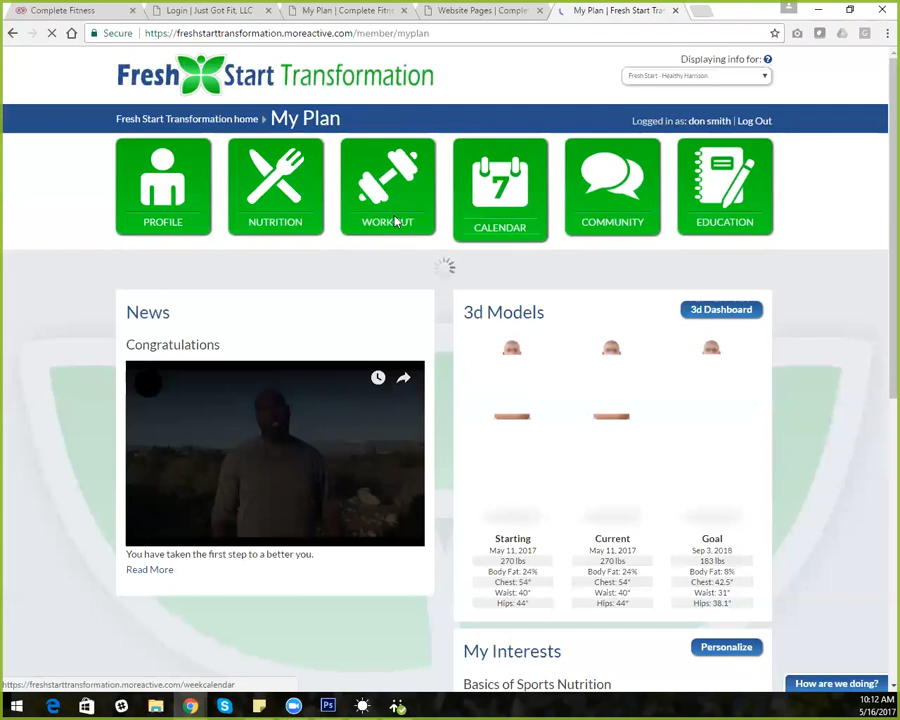 Complete Fitness
Login | Just Got Fit, LLC
My Plan | Complete Fitn
Website Pages | Comple
My Plan | Fresh Start Tra
Secure | https://freshstarttransformation.moreactive.com/member/myplan
Fresh Start Transformation
Displaying info for:
Fresh Start - Healthy Harrison
Fresh Start Transformation home My Plan
Logged in as: don smith | Log Out
PROFILE
NUTRITION
WORKOUT
7
CALENDAR
COMMUNITY
EDUCATION
News
Congratulations
You have taken the first step to a better you.
Read More
3d Models
3d Dashboard
Starting
May 11, 2017
270 lbs
Body Fat: 24%
Chest: 54"
Waist: 40"
Hips: 44"
Current
May 11, 2017
270 lbs
Body Fat: 24%
Chest: 54"
Waist: 40"
Hips: 44"
Goal
Sep 3, 2018
183 lbs
Body Fat: 8%
Chest: 42.5"
Waist: 31"
Hips: 38.1"
My Interests
Personalize
Basics of Sports Nutrition
How are we doing?
https://freshstarttransformation.moreactive.com/weekcalendar
10:12 AM
5/16/2017